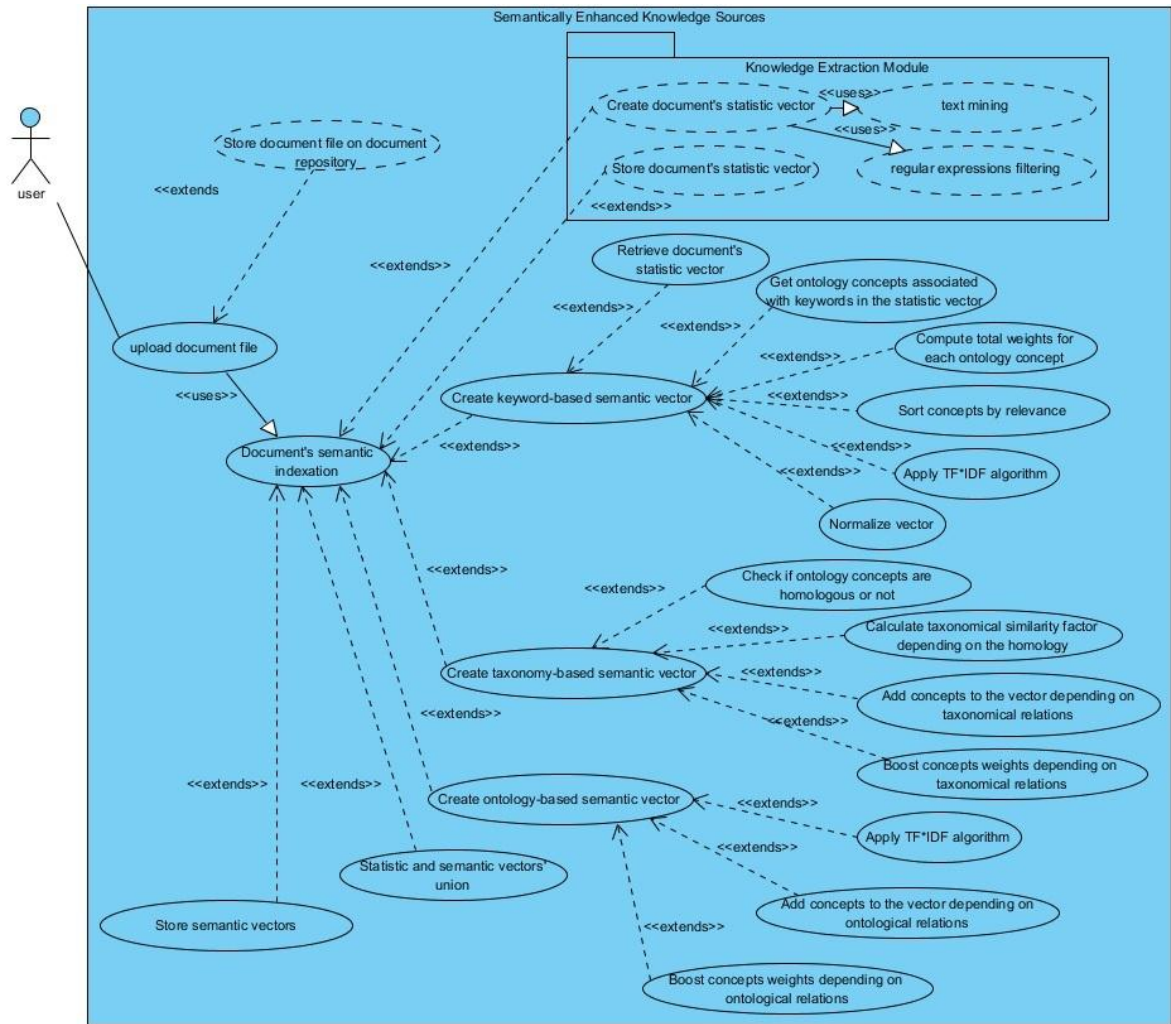 Semantically Enhanced Knowledge Sources
Knowledge Extraction Module
<<uses>>
Create document's statistic vector
text mining
<<uses>>
Store document file on document
repository
Store document's statistic vector
regular expressions filtering
user
<<extends
<<extends>>
Retrieve document's
statistic vector
<<extends>>
Get ontology concepts associated
with keywords in the statistic vector
<<extends>>
<<extends>>
upload document file
<<extends>>
Compute total weights for
each ontology concept
<<uses>>
Create keyword-based semantic vector
<<extends>>
Sort concepts by relevance
<<extends>>
<<extends>>
Document's semantic
indexation
Apply TF*IDF algorithm
<<extends>>
Normalize vector
<<extends>>
<<extends>>
Check if ontology concepts are
homologous or not
<<extends>>
Calculate taxonomical similarity factor
depending on the homology
Create taxonomy-based semantic vector
<<extends>>
Add concepts to the vector depending on
taxonomical relations
<<extends>>
<<extends>>
Boost concepts weights depending on
taxonomical relations
<<extends>>
<<extends>>
Create ontology-based semantic vector
<<extends>>
Apply TF*IDF algorithm
<<extends>>
Statistic and semantic vectors'
union
Store semantic vectors
Add concepts to the vector depending on
ontological relations
<<extends>>
Boost concepts weights depending on
ontological relations